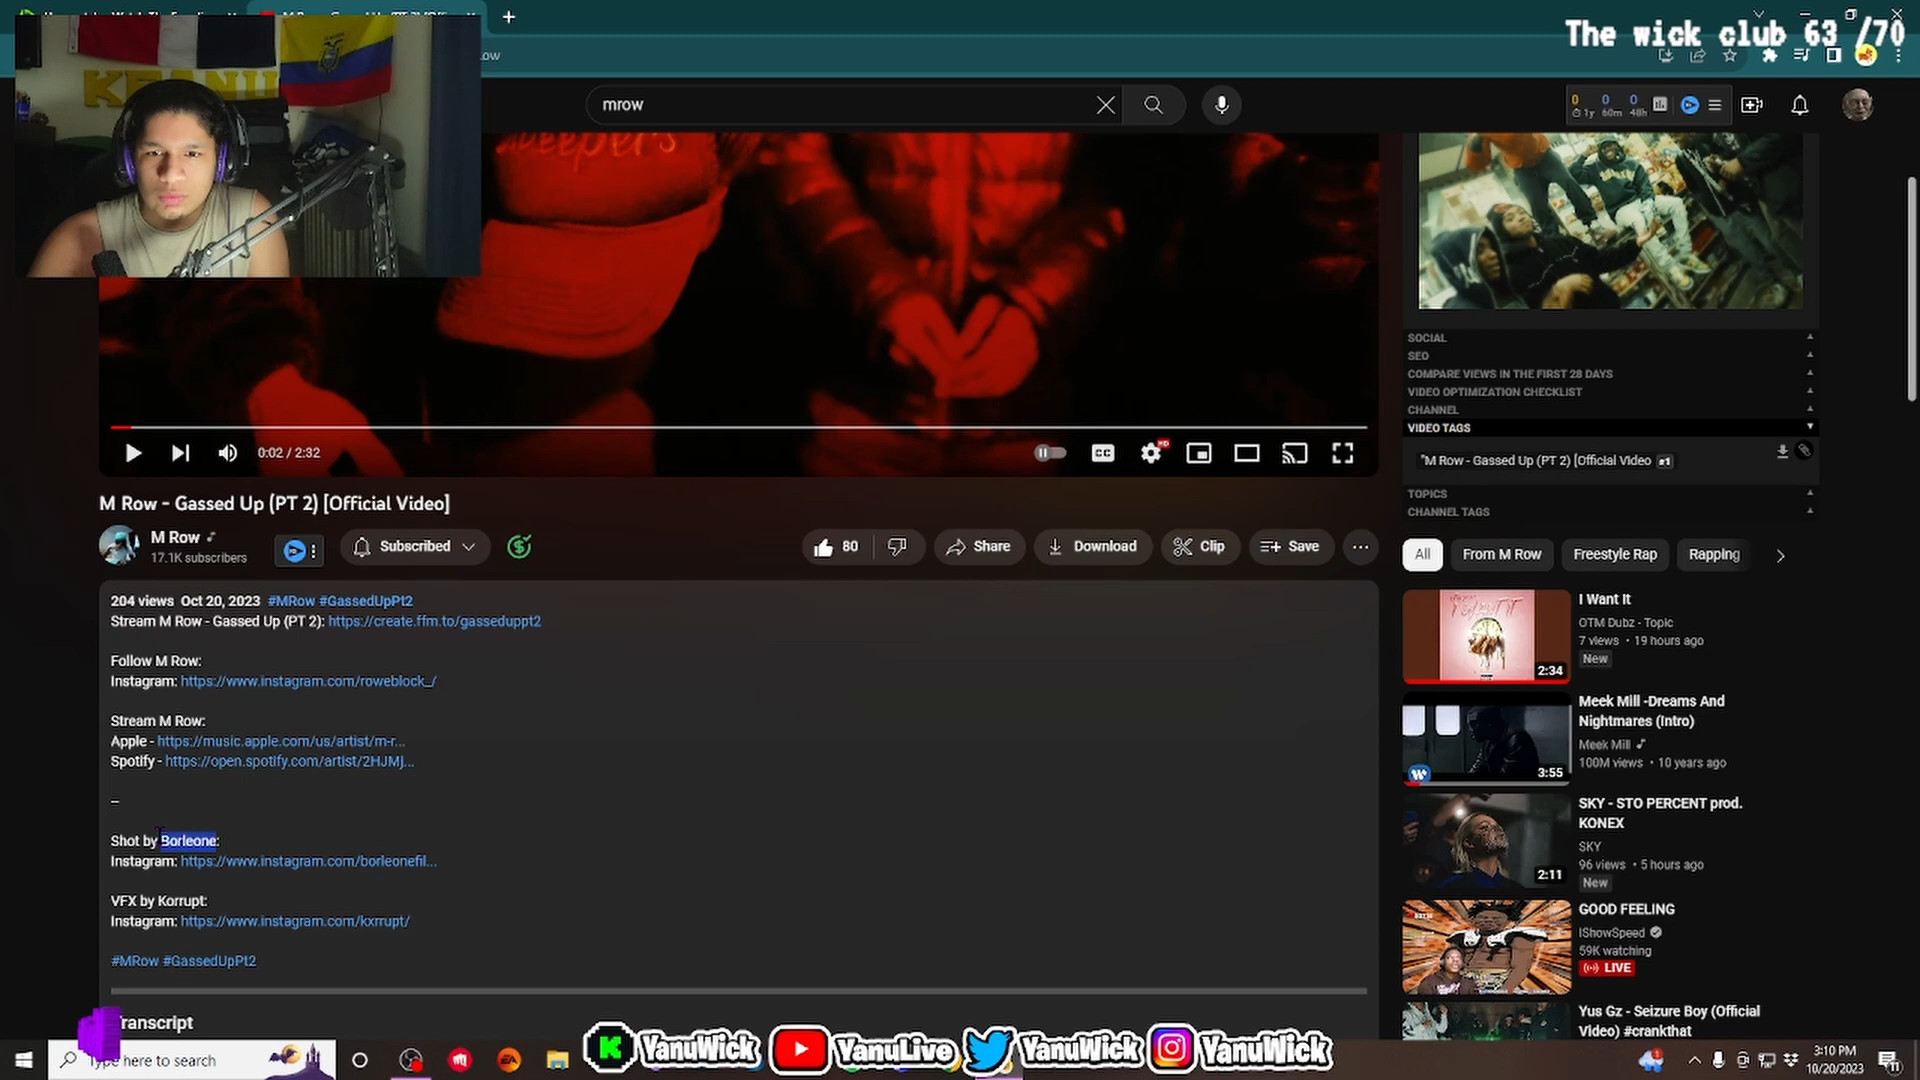 The wick club 63 /70
mrow
0 0 0
1y 60m 48h
KEANU
0:02 / 2:32
CC
HD
M Row - Gassed Up (PT 2) [Official Video]
M Row
17.1K subscribers
Subscribed
80
Share
Download
Clip
Save
204 views Oct 20, 2023 #MRow #GassedUpPt2
Stream M Row - Gassed Up (PT 2): https://create.ffm.to/gasseduppt2
Follow M Row:
Instagram: https://www.instagram.com/roweblock_/
Stream M Row:
Apple - https://music.apple.com/us/artist/m-r...
Spotify - https://open.spotify.com/artist/2HJMj...
–
Shot by Borleone:
Instagram: https://www.instagram.com/borleonefil...
VFX by Korrupt:
Instagram: https://www.instagram.com/kxrrupt/
#MRow #GassedUpPt2
Transcript
SOCIAL
SEO
COMPARE VIEWS IN THE FIRST 28 DAYS
VIDEO OPTIMIZATION CHECKLIST
CHANNEL
VIDEO TAGS
"M Row - Gassed Up (PT 2) [Official Video #1
TOPICS
CHANNEL TAGS
All From M Row Freestyle Rap Rapping
I Want It
OTM Dubz - Topic
7 views • 19 hours ago
New
2:34
Meek Mill -Dreams And
Nightmares (Intro)
Meek Mill
100M views • 10 years ago
3:55
SKY - STO PERCENT prod.
KONEX
SKY
96 views • 5 hours ago
New
2:11
GOOD FEELING
IShowSpeed
59K watching
LIVE
Yus Gz - Seizure Boy (Official
Video) #crankthat
Type here to search
K YanuWick YanuLive YanuWick YanuWick
3:10 PM
10/20/2023